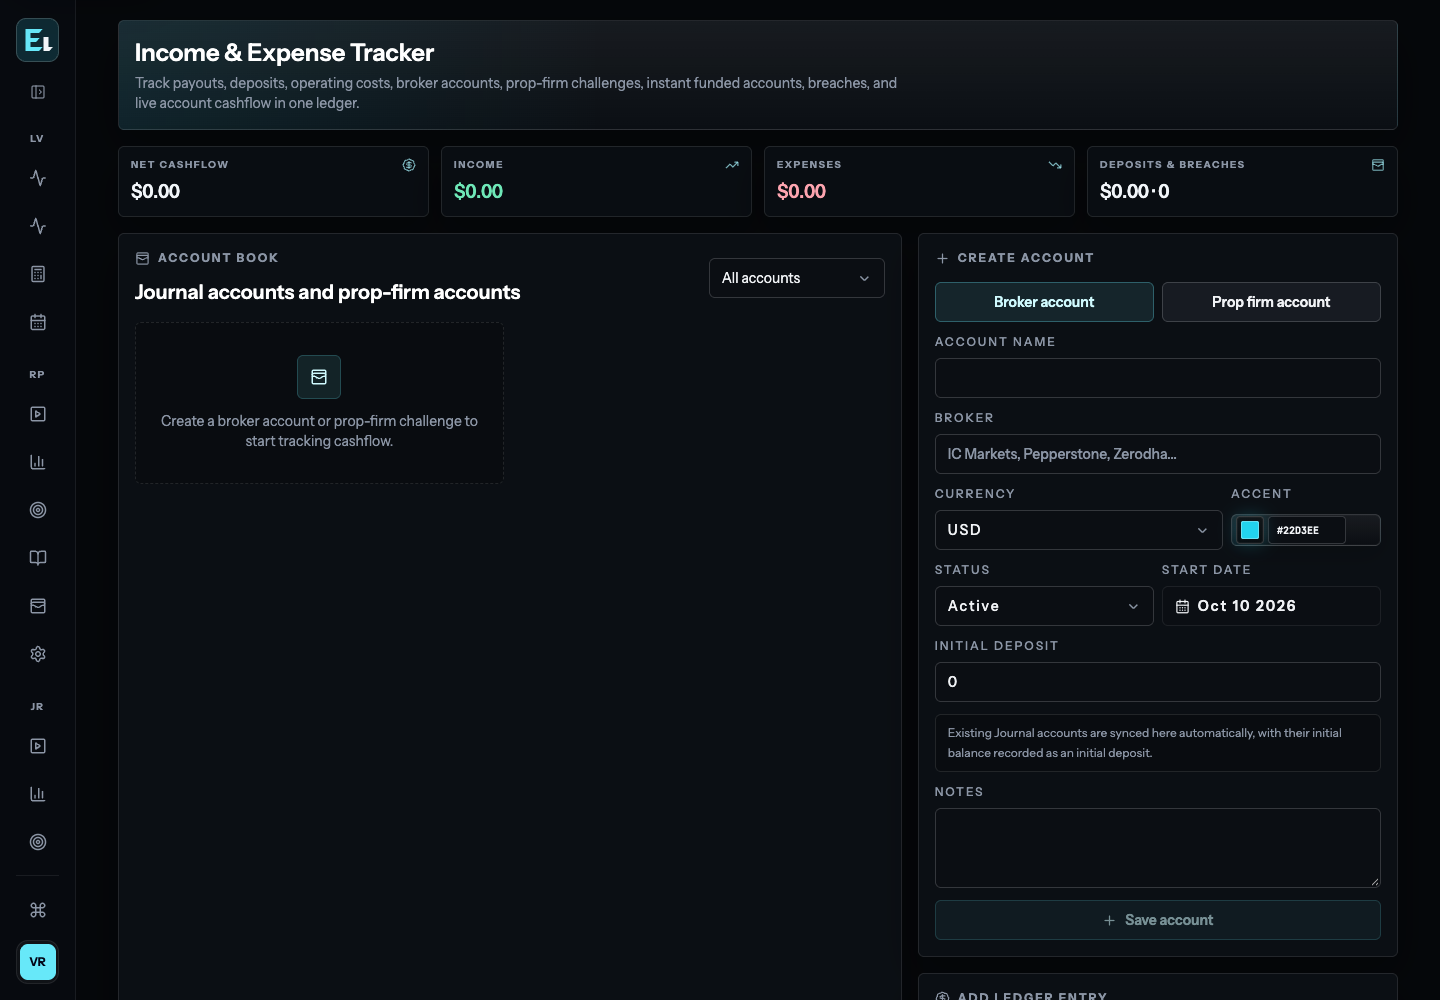 EL
Income & Expense Tracker
Track payouts, deposits, operating costs, broker accounts, prop-firm challenges, instant funded accounts, breaches, and
live account cashflow in one ledger.
LV
RP
JR
VR
NET CASHFLOW
$0.00
INCOME
$0.00
EXPENSES
$0.00
DEPOSITS & BREACHES
$0.00·0
ACCOUNT BOOK
Journal accounts and prop-firm accounts
All accounts
Create a broker account or prop-firm challenge to
start tracking cashflow.
CREATE ACCOUNT
Broker account
Prop firm account
ACCOUNT NAME
BROKER
IC Markets, Pepperstone, Zerodha...
CURRENCY
ACCENT
USD
#22D3EE
STATUS
START DATE
Active
Oct 10 2026
INITIAL DEPOSIT
0
Existing Journal accounts are synced here automatically, with their initial
balance recorded as an initial deposit.
NOTES
Save account
ADD LEDGER ENTRY